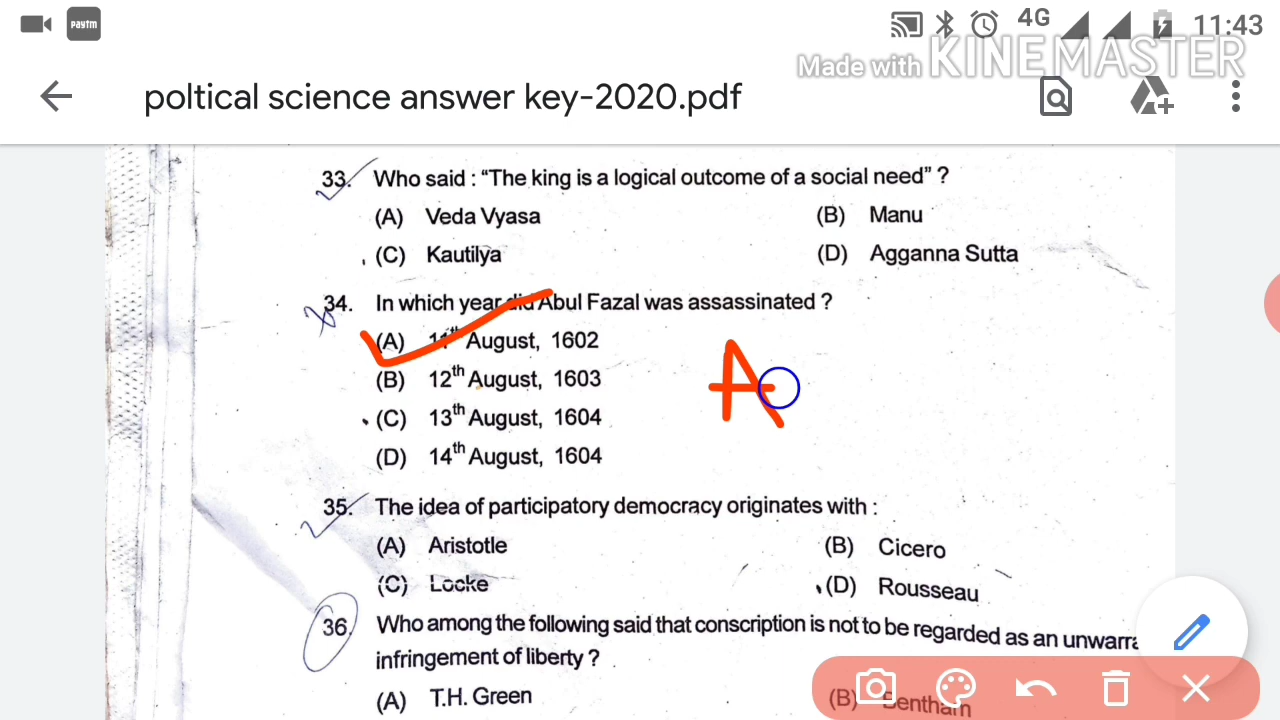 paytm
4G
11:43
Made with KINEMASTER
poltical science answer key-2020.pdf
33. Who said : “The king is a logical outcome of a social need” ?
(A) Veda Vyasa (B) Manu
(C) Kautilya (D) Agganna Sutta
34. In which year did Abul Fazal was assassinated ?
(A) 11th August, 1602
(B) 12th August, 1603
(C) 13th August, 1604
(D) 14th August, 1604
A
35. The idea of participatory democracy originates with :
(A) Aristotle (B) Cicero
(C) Locke (D) Rousseau
36. Who among the following said that conscription is not to be regarded as an unwarra
infringement of liberty ?
(A) T.H. Green (B) Bentham